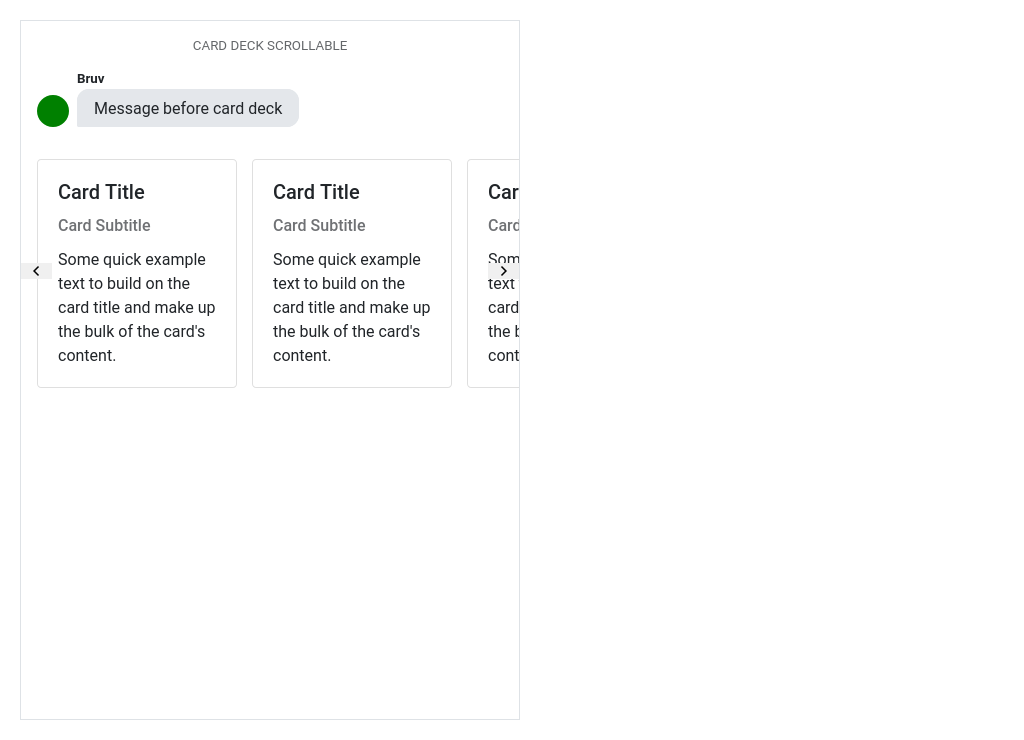 CARD DECK SCROLLABLE
Bruv
Message before card deck
Card Title
Card Subtitle
Some quick example
text to build on the
card title and make up
the bulk of the card's
content.
Card Title
Card Subtitle
Some quick example
text to build on the
card title and make up
the bulk of the card's
content.
Car
Card
Som
text
card
the b
cont